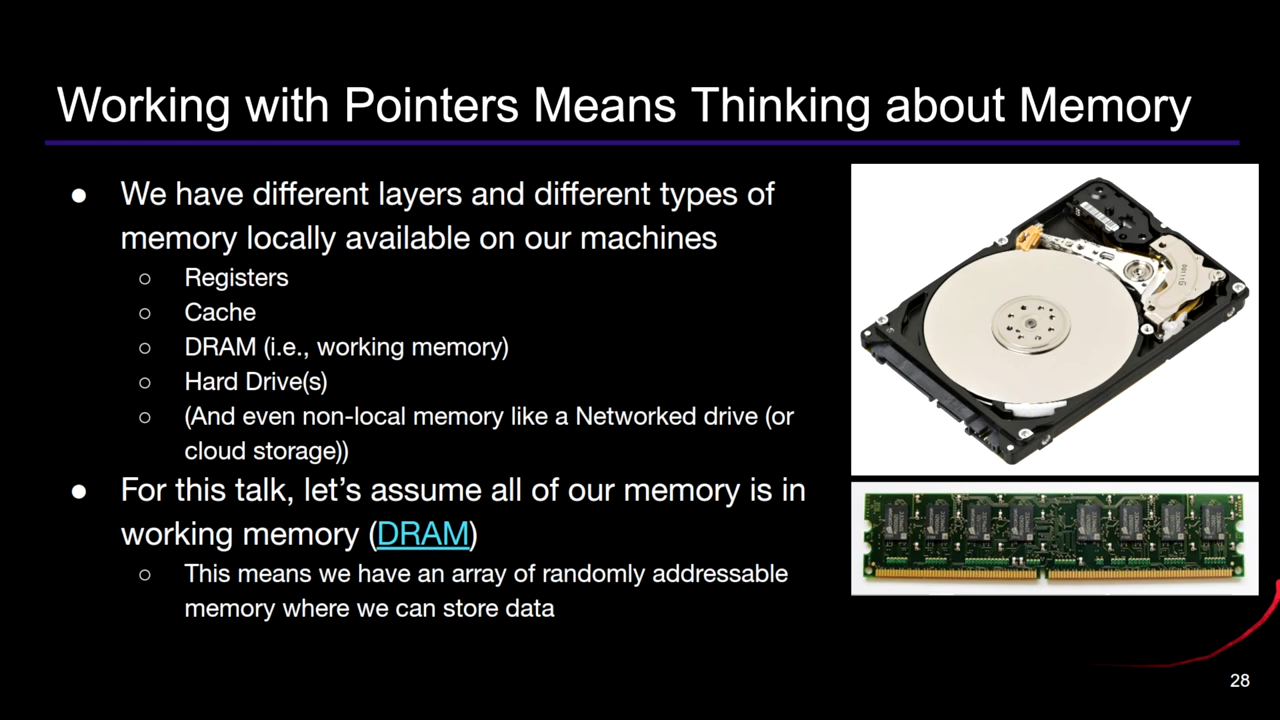 Working with Pointers Means Thinking about Memory
● We have different layers and different types of
memory locally available on our machines
○ Registers
○ Cache
○ DRAM (i.e., working memory)
○ Hard Drive(s)
○ (And even non-local memory like a Networked drive (or
cloud storage))
● For this talk, let’s assume all of our memory is in
working memory (DRAM)
○ This means we have an array of randomly addressable
memory where we can store data
28